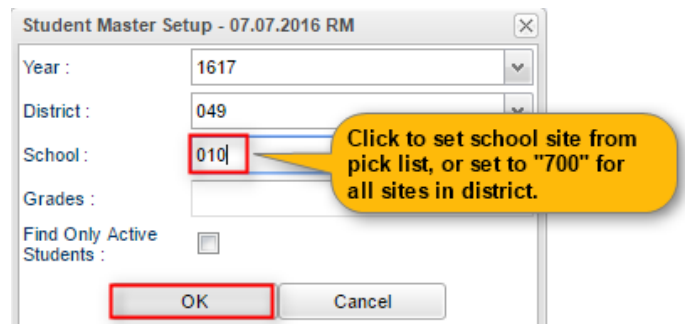 Student Master Setup - 07.07.2016 RM
Year : 1617
District : 049
School : 010
Click to set school site from
pick list, or set to "700" for
all sites in district.
Grades :
Find Only Active
Students :
OK Cancel